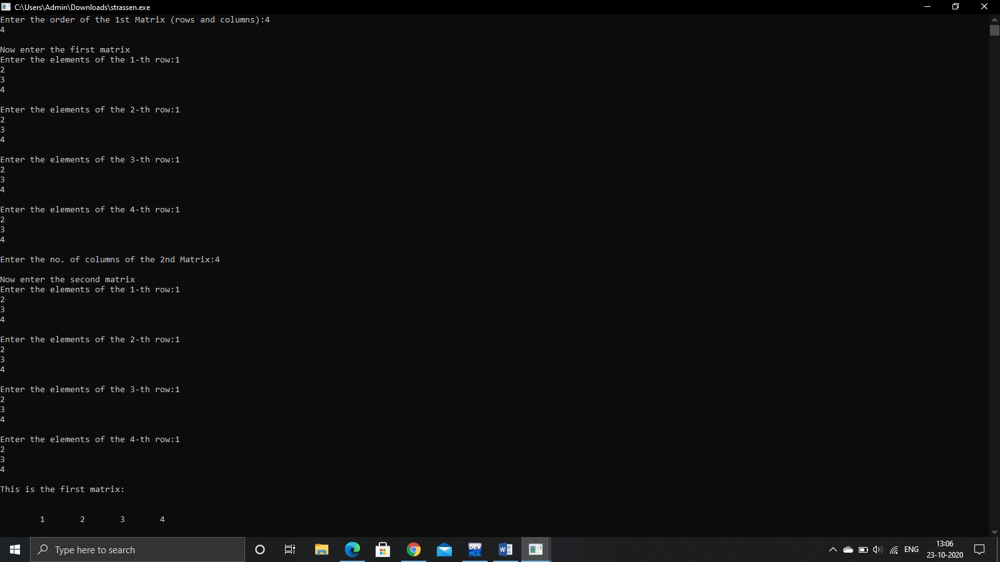 C:\Users\Admin\Downloads\strassen.exe
Enter the order of the 1st Matrix (rows and columns):4
4
Now enter the first matrix
Enter the elements of the 1-th row:1
2
3
4
Enter the elements of the 2-th row:1
2
3
4
Enter the elements of the 3-th row:1
2
3
4
Enter the elements of the 4-th row:1
2
3
4
Enter the no. of columns of the 2nd Matrix:4
Now enter the second matrix
Enter the elements of the 1-th row:1
2
3
4
Enter the elements of the 2-th row:1
2
3
4
Enter the elements of the 3-th row:1
2
3
4
Enter the elements of the 4-th row:1
2
3
4
This is the first matrix:
1 2 3 4
Type here to search
DEV
W
ENG
13:06
23-10-2020